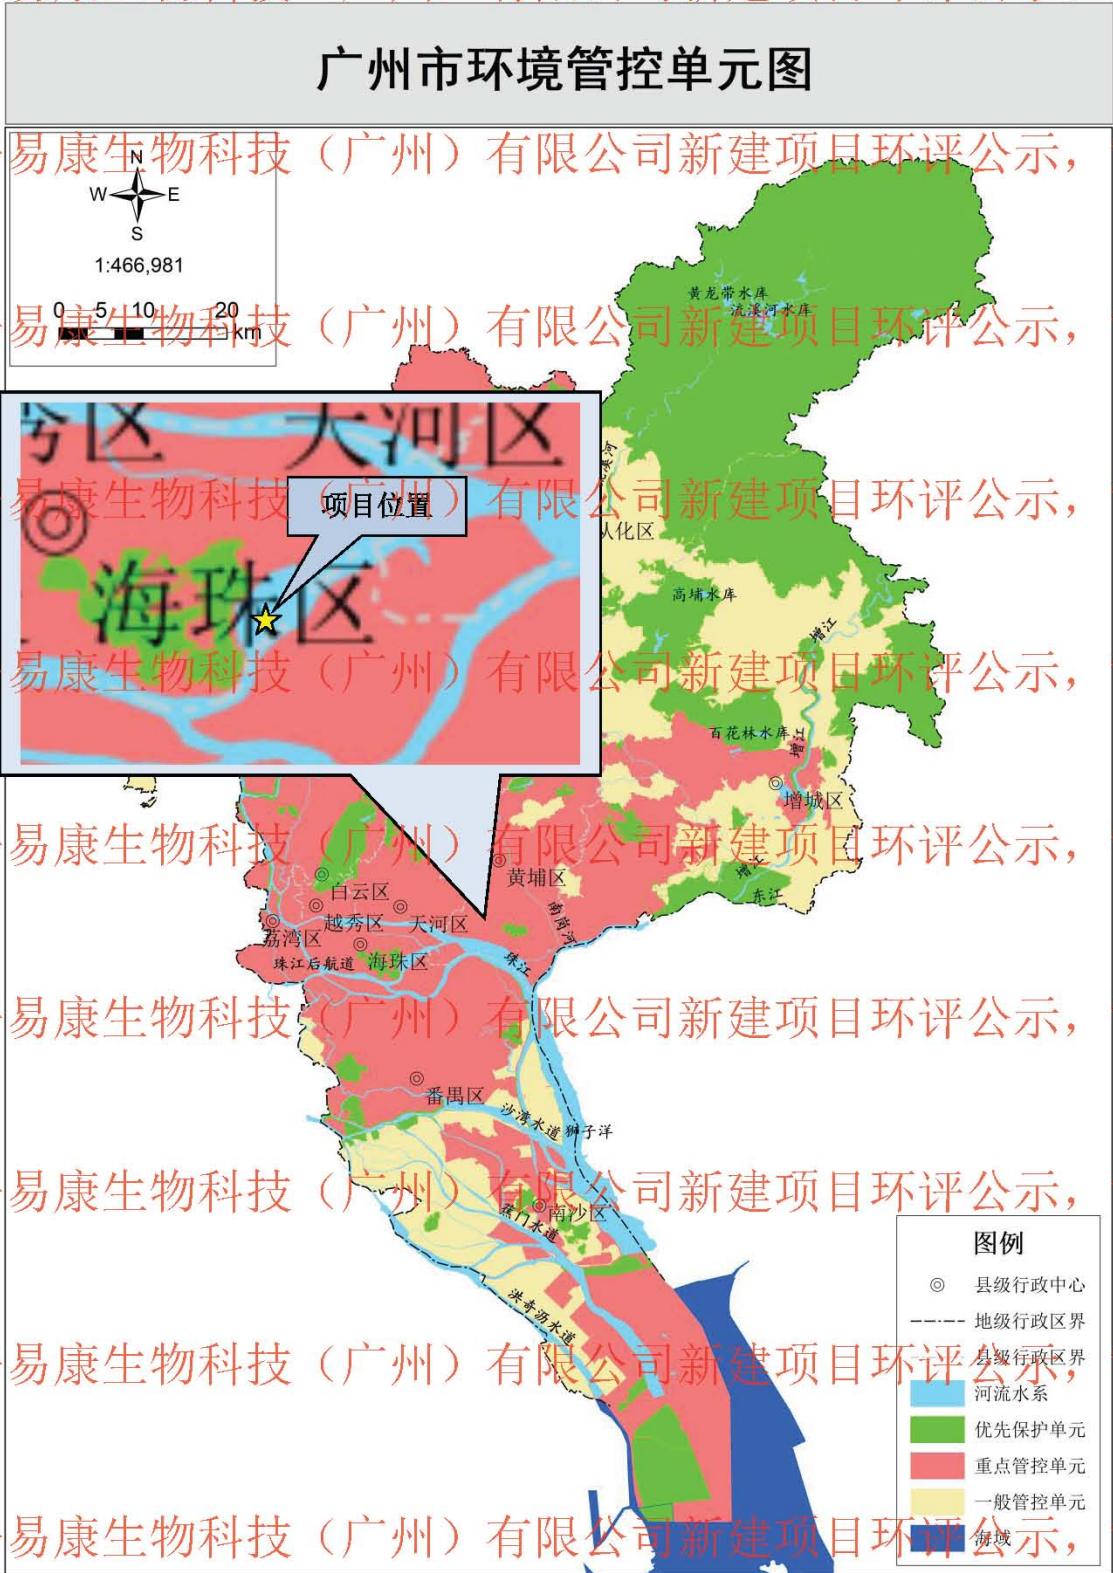 广州市环境管控单元图
易康生物科技（广州）有限公司新建项目环评公示，
N
W E
S
1:466,981
0 5 10 20
km
易康生物科技（广州）有限公司新建项目环评公示，
黄龙带水库
流溪河水库
天河区
项目位置
海珠区
易康生物科技（广州）有限公司新建项目环评公示，
从化区
高埔水库
增江
易康生物科技（广州）有限公司新建项目环评公示，
百花林水库
增江
增城区
易康生物科技（广州）有限公司新建项目环评公示，
增江
东江
黄埔区
南岗河
白云区
越秀区
天河区
荔湾区
海珠区
珠江后航道
珠江
易康生物科技（广州）有限公司新建项目环评公示，
番禺区
沙湾水道
狮子洋
易康生物科技（广州）有限公司新建项目环评公示，
南沙区
蕉门水道
洪奇沥水道
易康生物科技（广州）有限公司新建项目环评公示，
图例
县级行政中心
地级行政区界
县级行政区界
河流水系
优先保护单元
重点管控单元
一般管控单元
海域
易康生物科技（广州）有限公司新建项目环评公示，